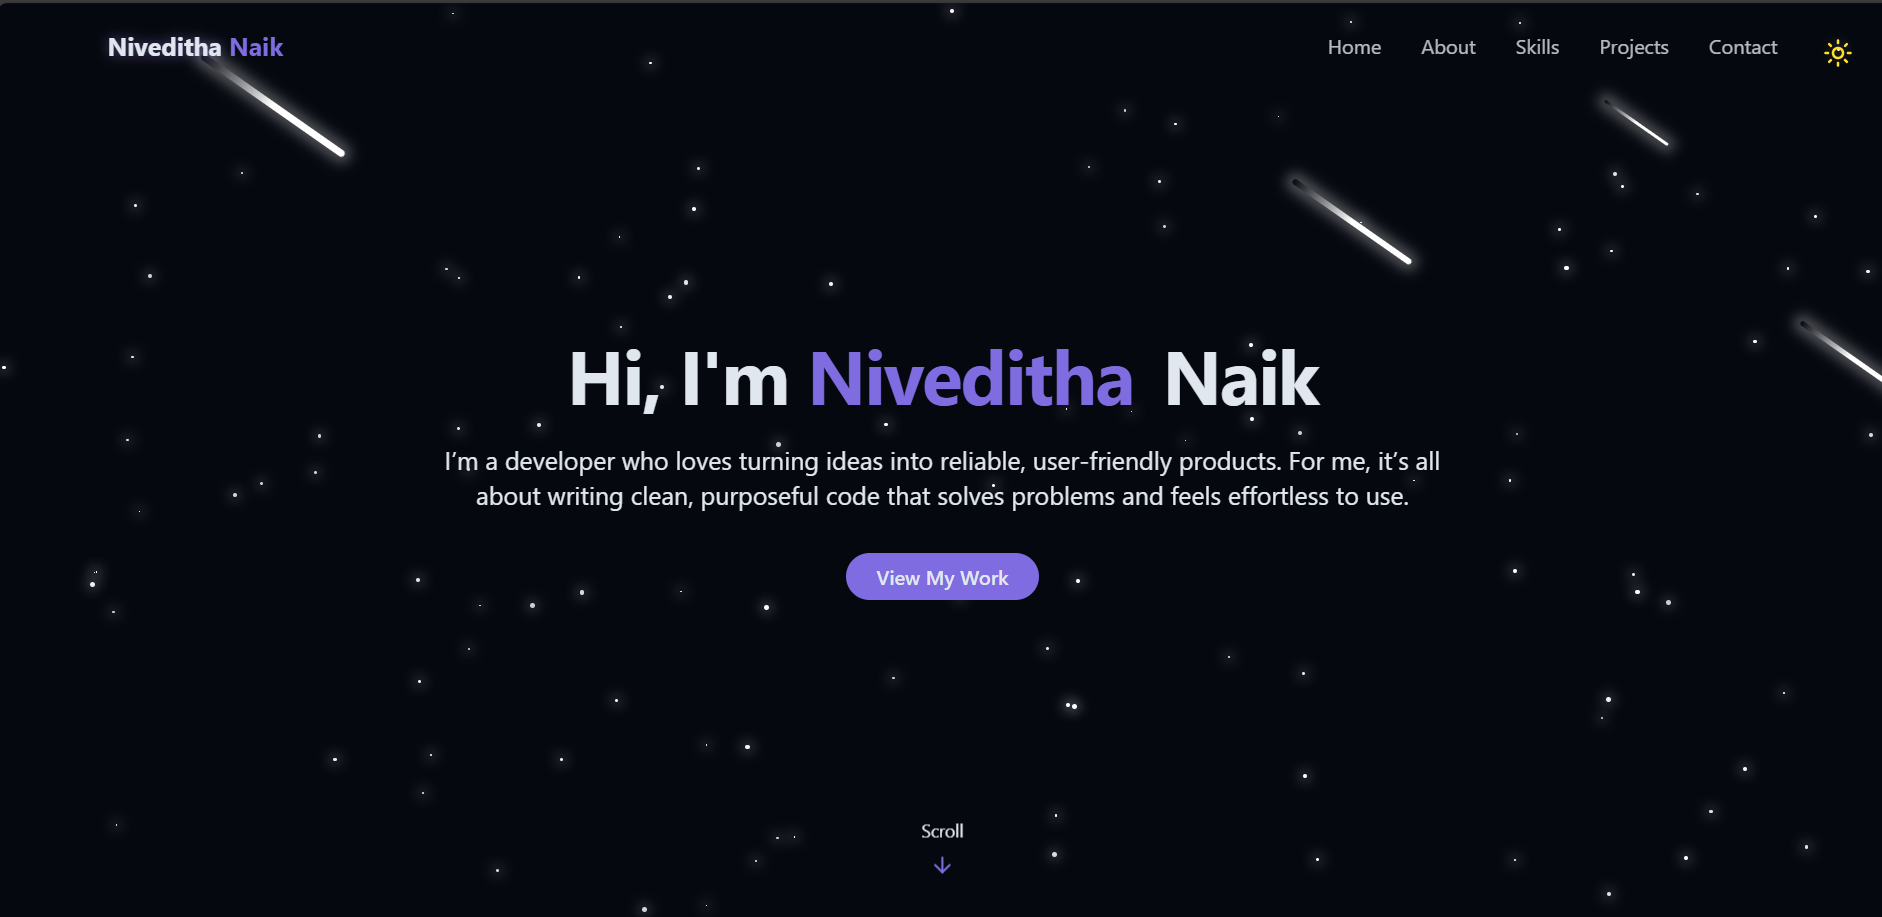 Niveditha Naik
Home About Skills Projects Contact
Hi, I'm Niveditha Naik
I’m a developer who loves turning ideas into reliable, user-friendly products. For me, it’s all
about writing clean, purposeful code that solves problems and feels effortless to use.
View My Work
Scroll